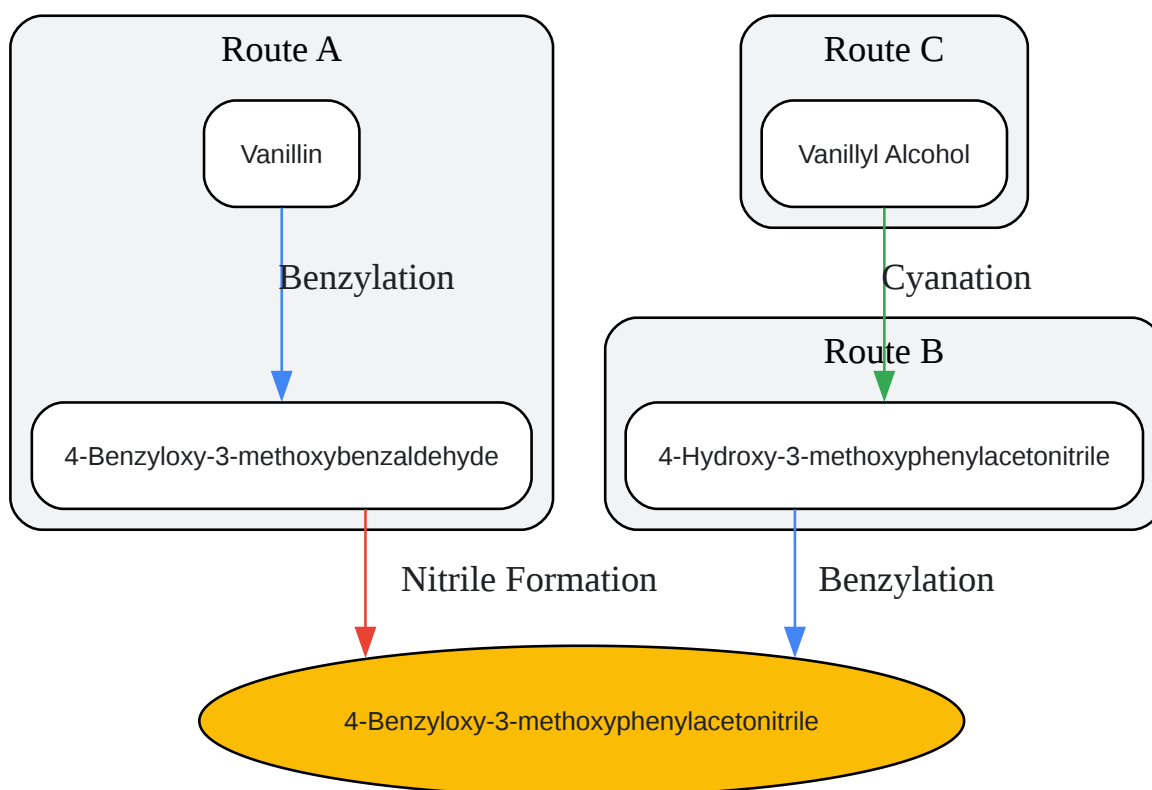 Route A
Route C
Vanillin
Vanillyl Alcohol
Benzylation
Cyanation
Route B
4-Benzyloxy-3-methoxybenzaldehyde
4-Hydroxy-3-methoxyphenylacetonitrile
Nitrile Formation
Benzylation
4-Benzyloxy-3-methoxyphenylacetonitrile